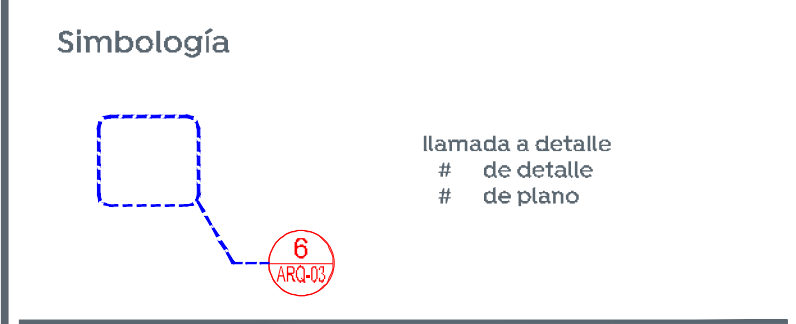 Simbología
llamada a detalle
# de detalle
# de plano
6
ARQ-03